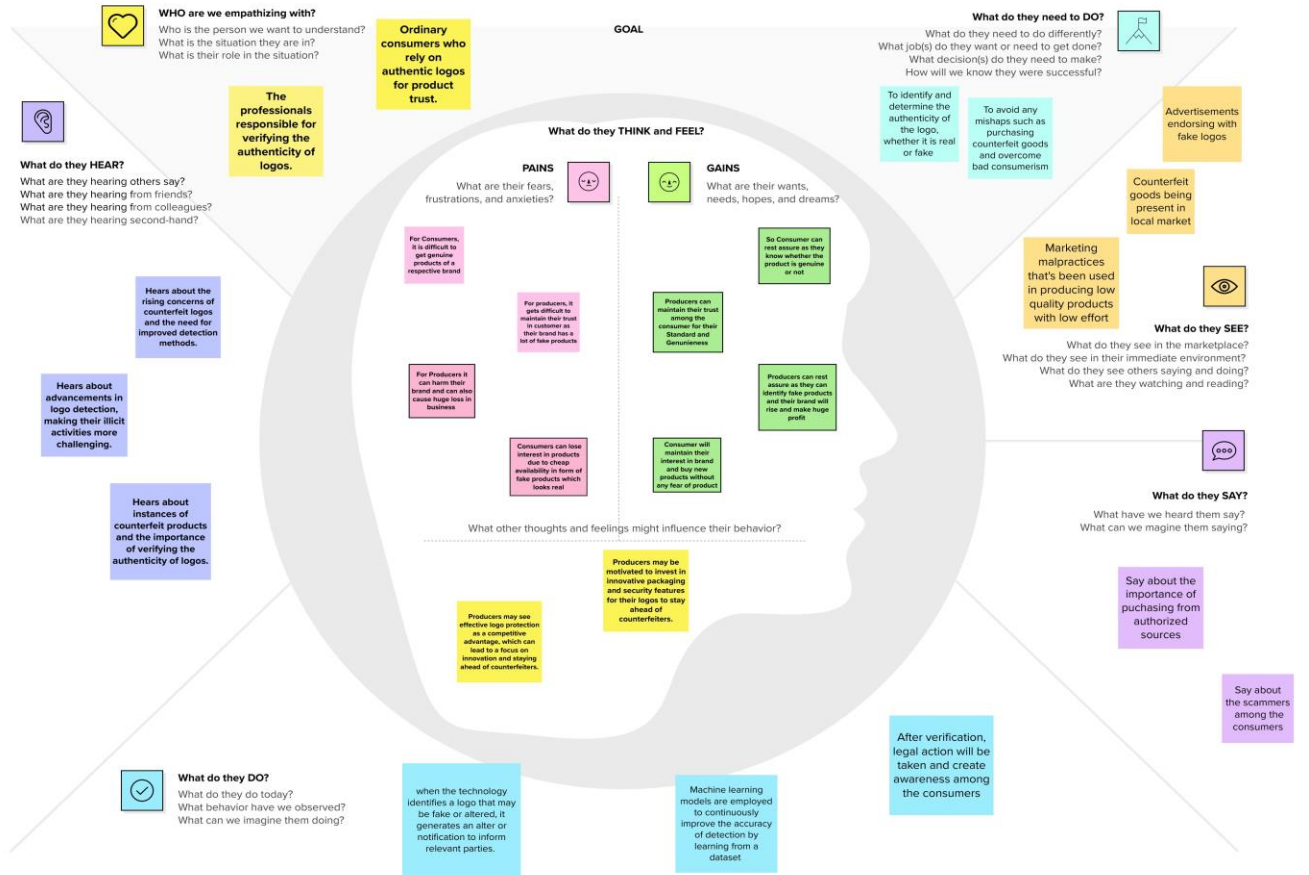 WHO are we empathizing with?
Who is the person we want to understand?
What is the situation they are in?
What is their role in the situation?
The
professionals
responsible for
verifying the
authenticity of
logos.
Ordinary
consumers who
rely on
authentic logos
for product
trust.
GOAL
What do they need to DO?
What do they need to do differently?
What job(s) do they want or need to get done?
What decision(s) do they need to make?
How will we know they were successful?
To identify and
determine the
authenticity of
the logo,
whether it is real
or fake
To avoid any
mishaps such as
purchasing
counterfeit goods
and overcome
bad consumerism
Advertisements
endorsing with
fake logos
Counterfeit
goods being
present in
local market
Marketing
malpractices
that's been used
in producing low
quality products
with low effort
What do they SEE?
What do they see in the marketplace?
What do they see in their immediate environment?
What do they see others saying and doing?
What are they watching and reading?
What do they SAY?
What have we heard them say?
What can we magine them saying?
Say about the
importance of
puchasing from
authorized
sources
Say about
the scammers
among the
consumers
What do they DO?
What do they do today?
What behavior have we observed?
What can we imagine them doing?
when the technology
identifies a logo that may
be fake or altered, it
generates an alter or
notification to inform
relevant parties.
Machine learning
models are employed
to continuously
improve the accuracy
of detection by
learning from a
dataset
After verification,
legal action will be
taken and create
awareness among
the consumers
What do they HEAR?
What are they hearing others say?
What are they hearing from friends?
What are they hearing from colleagues?
What are they hearing second-hand?
Hears about the
rising concerns of
counterfeit logos
and the need for
improved detection
methods.
Hears about
advancements in
logo detection,
making their illicit
activities more
challenging.
Hears about
instances of
counterfeit products
and the importance
of verifying the
authenticity of logos.
What do they THINK and FEEL?
PAINS
What are their fears,
frustrations, and anxieties?
For Consumers,
it is difficult to
get genuine
products of a
respective brand
For producers, it
gets difficult to
maintain their trust
in customer as
their brand has a
lot of fake products
For Producers it
can harm their
brand and can also
cause huge loss in
business
Consumers can lose
interest in products
due to cheap
availability in form of
fake products which
looks real
GAINS
What are their wants,
needs, hopes, and dreams?
So Consumer can
rest assure as they
know whether the
product is genuine
or not
Producers can
maintain their trust
among the
consumer for their
Standard and
Genunieness
Producers can rest
assure as they can
identify fake products
and their brand will
rise and make huge
profit
Consumer will
maintain their
interest in brand
and buy new
products without
any fear of product
What other thoughts and feelings might influence their behavior?
Producers may be
motivated to invest in
innovative packaging
and security features
for their logos to stay
ahead of
counterfeiters.
Producers may see
effective logo protection
as a competitive
advantage, which can
lead to a focus on
innovation and staying
ahead of counterfeiters.